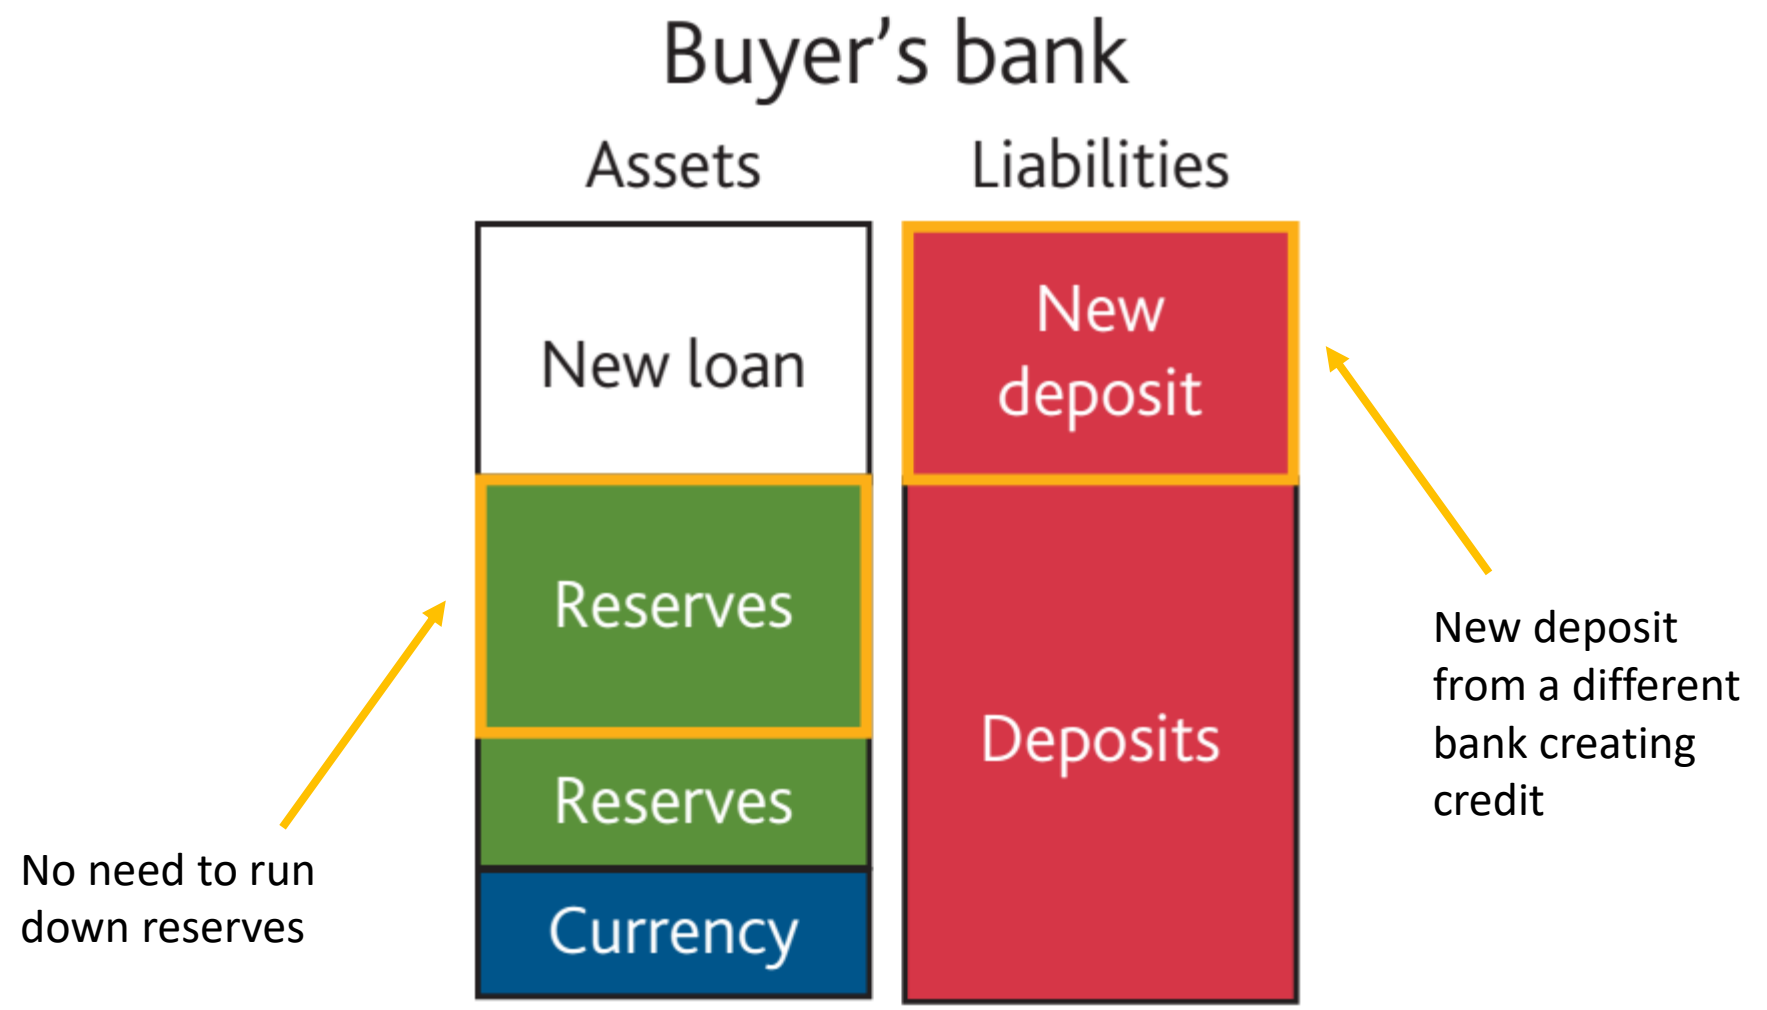 Buyer’s bank
Assets
Liabilities
New loan
New
deposit
Reserves
Reserves
Currency
Deposits
No need to run
down reserves
New deposit
from a different
bank creating
credit